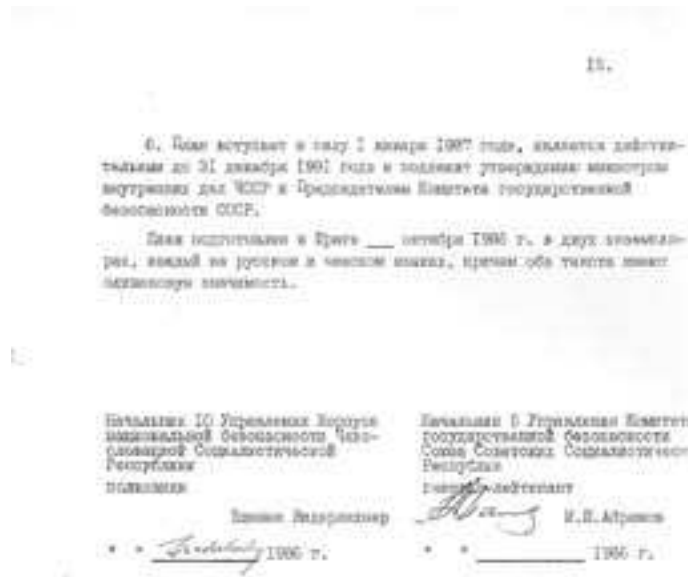 15.
6. План вступает в силу 1 января 1987 года, является действи-
тельным до 31 декабря 1991 года и подлежит утверждению министром
внутренних дел ЧССР и Председателем Комитета государственной
безопасности СССР.
План подготовлен в Праге ___ октября 1986 г. в двух экземпля-
рах, каждый на русском и чешском языках, причем оба текста имеют
одинаковую значимость.
Начальник 10 Управления Корпуса
национальной безопасности Чехо-
словацкой Социалистической
Республики
полковник
Начальник 5 Управления Комитет
государственной безопасности
Союза Советских Социалистичес
Республик
генерал-лейтенант
И.П.Абрамов
" " 1986 г.
" " ________ 1986 г.